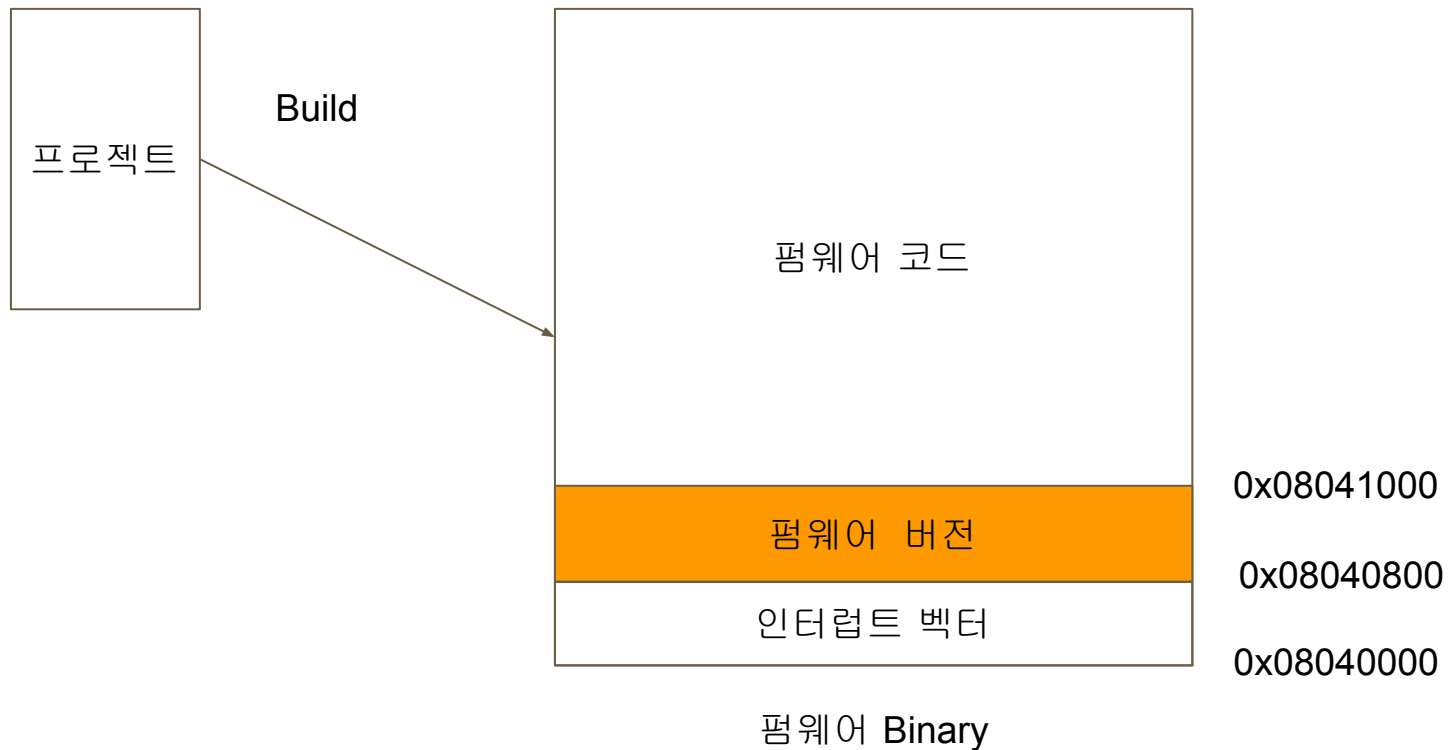 프로젝트
Build
펌웨어 코드
0x08041000
펌웨어 버전
0x08040800
인터럽트 벡터
0x08040000
펌웨어 Binary